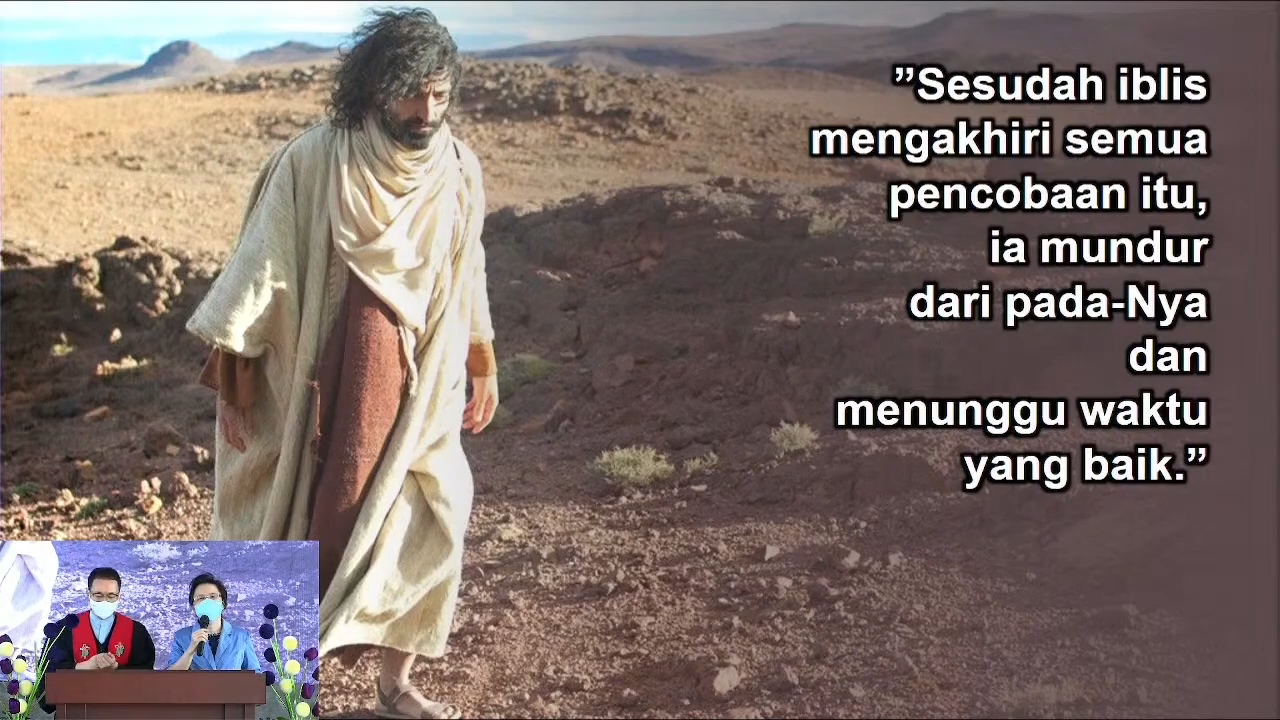 ”Sesudah iblis
mengakhiri semua
pencobaan itu,
ia mundur
dari pada-Nya
dan
menunggu waktu
yang baik.”